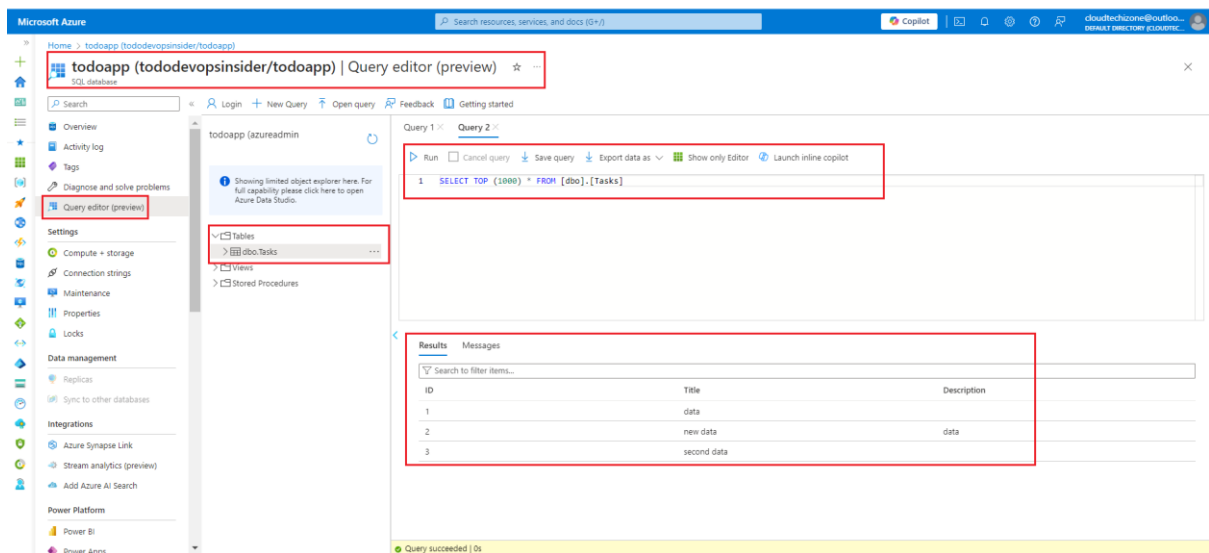 Microsoft Azure
Search resources, services, and docs (G+/)
Copilot
cloudtechizone@outloo...
DEFAULT DIRECTORY (CLOUDTEC...
Home > todoapp (tododevopsinsider/todoapp)
todoapp (tododevopsinsider/todoapp) | Query editor (preview)
SQL database
Search
Login
New Query
Open query
Feedback
Getting started
Overview
Activity log
Tags
Diagnose and solve problems
Query editor (preview)
Settings
Compute + storage
Connection strings
Maintenance
Properties
Locks
Data management
Replicas
Sync to other databases
Integrations
Azure Synapse Link
Stream analytics (preview)
Add Azure AI Search
Power Platform
Power BI
Power Apps
todoapp (azureadmin
Showing limited object explorer here. For
full capability please click here to open
Azure Data Studio.
Tables
dbo.Tasks
Views
Stored Procedures
Query 1
Query 2
Run
Cancel query
Save query
Export data as
Show only Editor
Launch inline copilot
1 SELECT TOP (1000) * FROM [dbo].[Tasks]
Results
Messages
Search to filter items...
ID Title Description
1 data
2 new data data
3 second data
Query succeeded | 0s